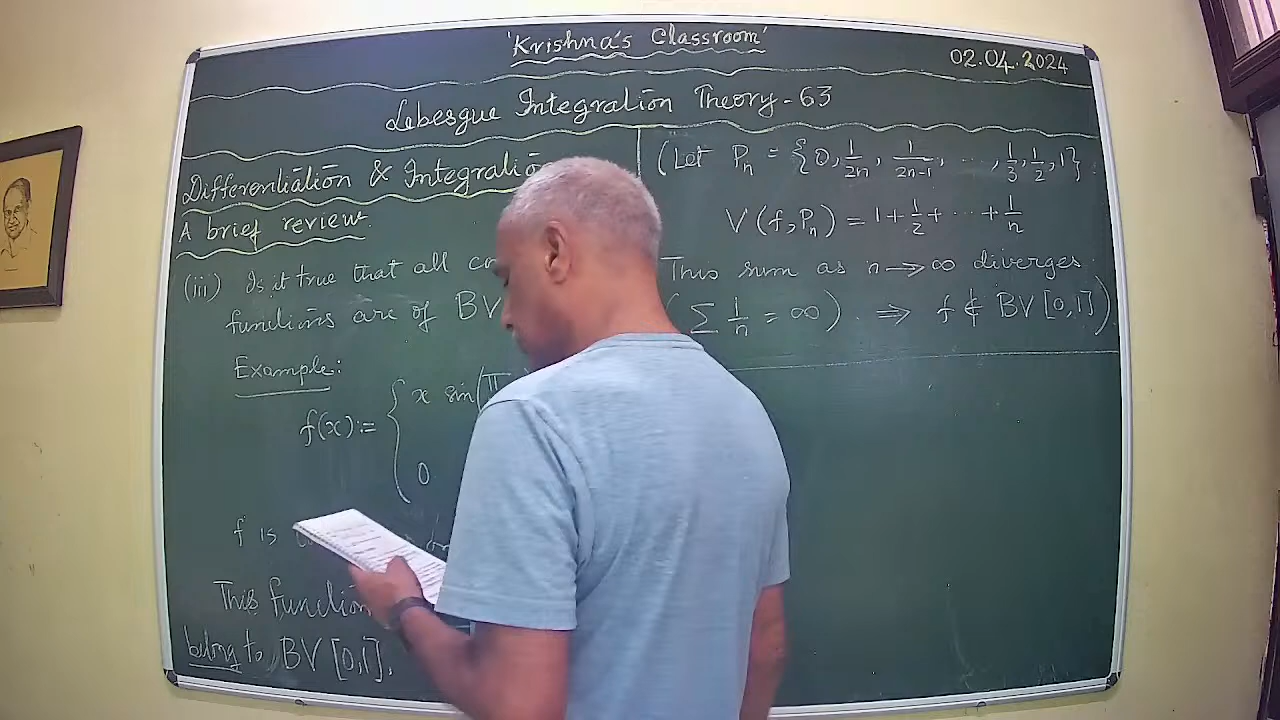 'Krishna's Classroom'
02.04.2024
Lebesgue Integration Theory - 63
Differentiation & Integration
A brief review.
(iii) Is it true that all
functions are of BV
Example:
f(x) := { x sin(π
0
f is
This function
belong to BV [0,1].
(Let Pn = {0, 1/2n, 1/2n-1, ..., 1/3, 1/2, 1}.
V(f, Pn) = 1 + 1/2 + ... + 1/n
This sum as n → ∞ diverges.
(∑ 1/n = ∞). ⇒ f ∉ BV [0,1])